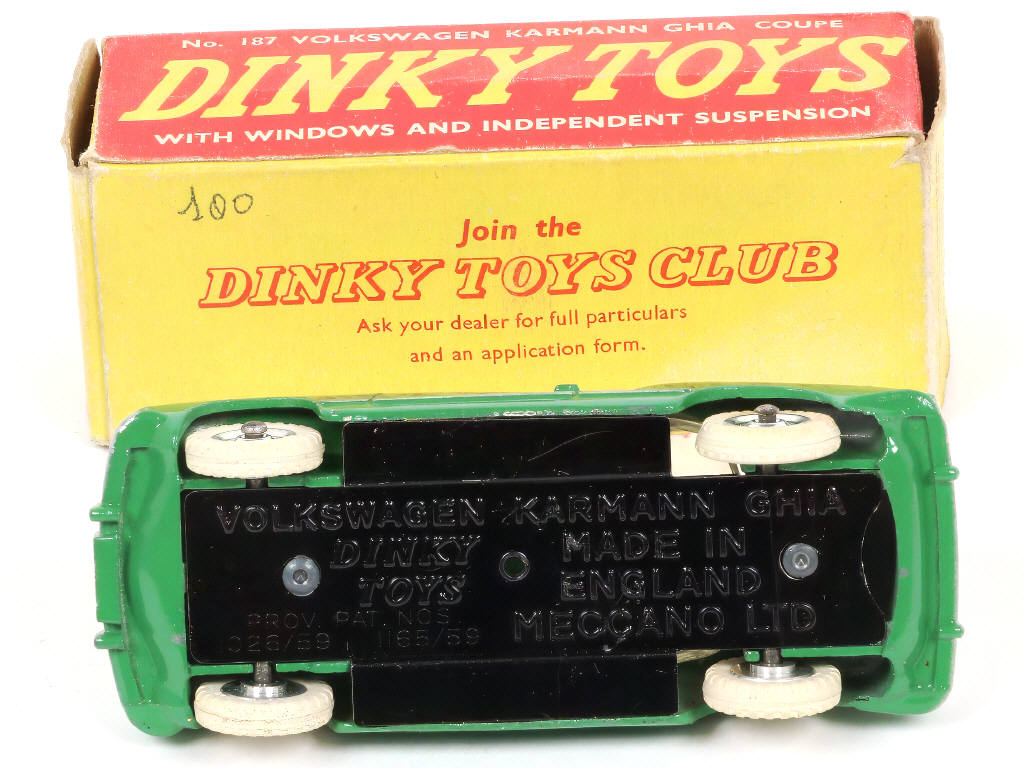 No. 187 VOLKSWAGEN KARMANN GHIA COUPE
DINKY TOYS
WITH WINDOWS AND INDEPENDENT SUSPENSION
100
Join the
DINKY TOYS CLUB
Ask your dealer for full particulars
and an application form.
VOLKSWAGEN KARMANN GHIA
DINKY
TOYS
MADE IN
ENGLAND
MECCANO LTD
PROV. PAT. NOS.
026/59 1165/59